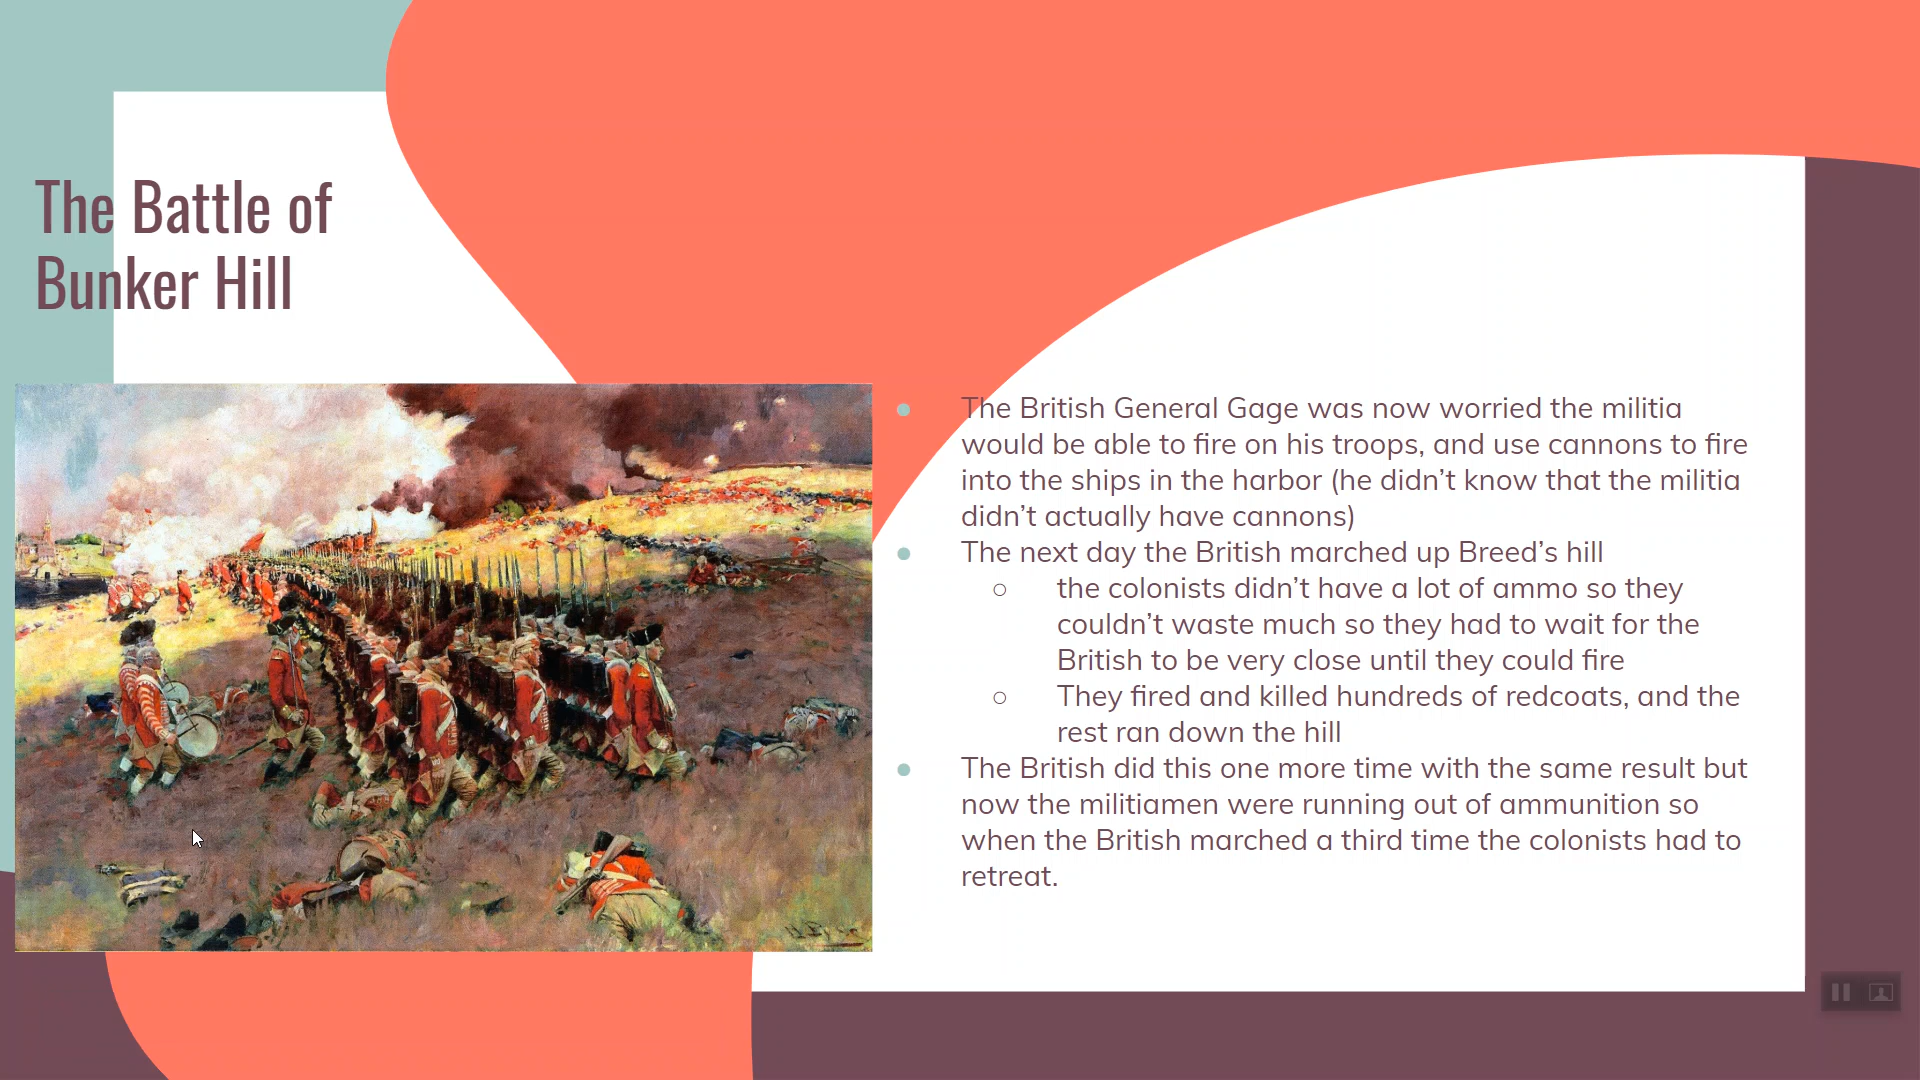 The Battle of
Bunker Hill
● The British General Gage was now worried the militia
would be able to fire on his troops, and use cannons to fire
into the ships in the harbor (he didn’t know that the militia
didn’t actually have cannons)
● The next day the British marched up Breed’s hill
○ the colonists didn’t have a lot of ammo so they
couldn’t waste much so they had to wait for the
British to be very close until they could fire
○ They fired and killed hundreds of redcoats, and the
rest ran down the hill
● The British did this one more time with the same result but
now the militiamen were running out of ammunition so
when the British marched a third time the colonists had to
retreat.